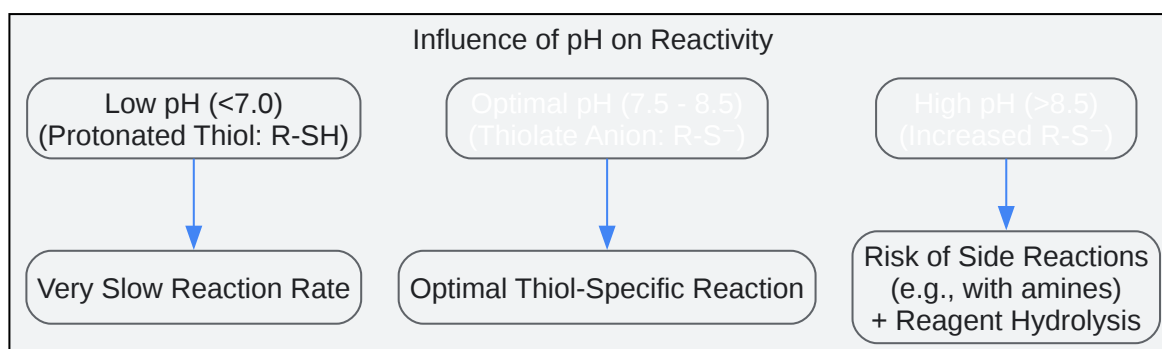 Influence of pH on Reactivity
Low pH (<7.0)
(Protonated Thiol: R-SH)
Optimal pH (7.5 - 8.5)
(Thiolate Anion: R-S⁻)
High pH (>8.5)
(Increased R-S⁻)
Very Slow Reaction Rate
Optimal Thiol-Specific Reaction
Risk of Side Reactions
(e.g., with amines)
+ Reagent Hydrolysis